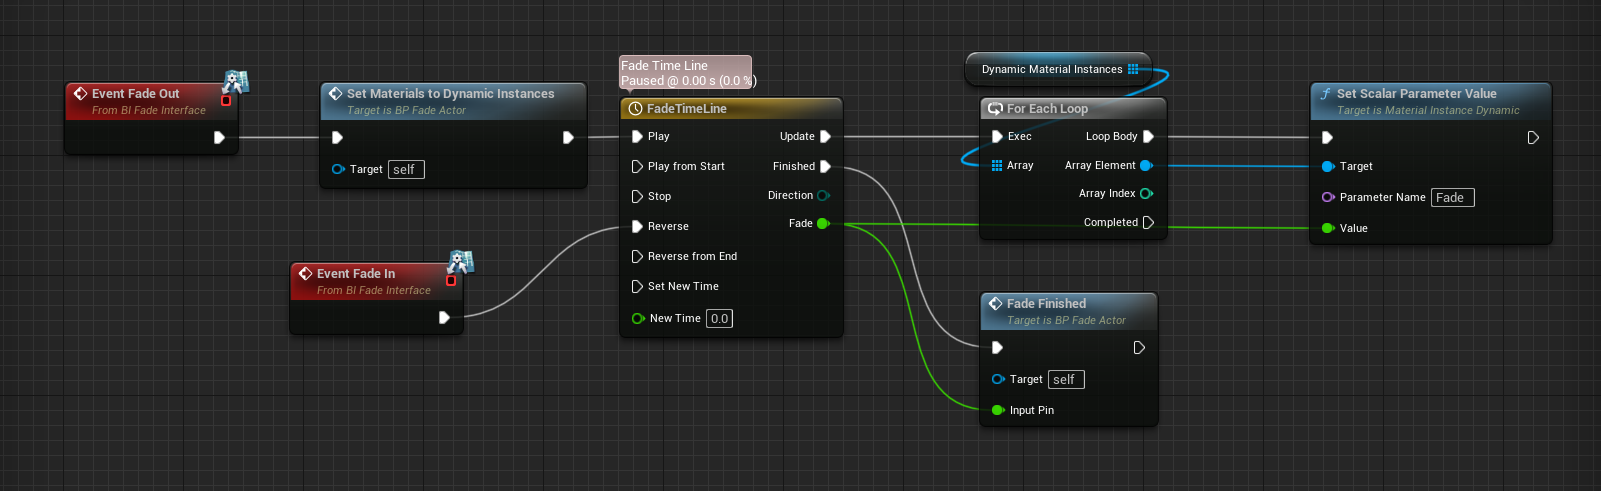 Event Fade Out
From BI Fade Interface
Set Materials to Dynamic Instances
Target is BP Fade Actor
Target self
Event Fade In
From BI Fade Interface
Fade Time Line
Paused @ 0.00 s (0.0 %)
FadeTimeLine
Play Update
Play from Start Finished
Stop Direction
Reverse Fade
Reverse from End
Set New Time
New Time 0.0
Dynamic Material Instances
For Each Loop
Exec Loop Body
Array Array Element
Array Index
Completed
Fade Finished
Target is BP Fade Actor
Target self
Input Pin
Set Scalar Parameter Value
Target is Material Instance Dynamic
Target
Parameter Name Fade
Value